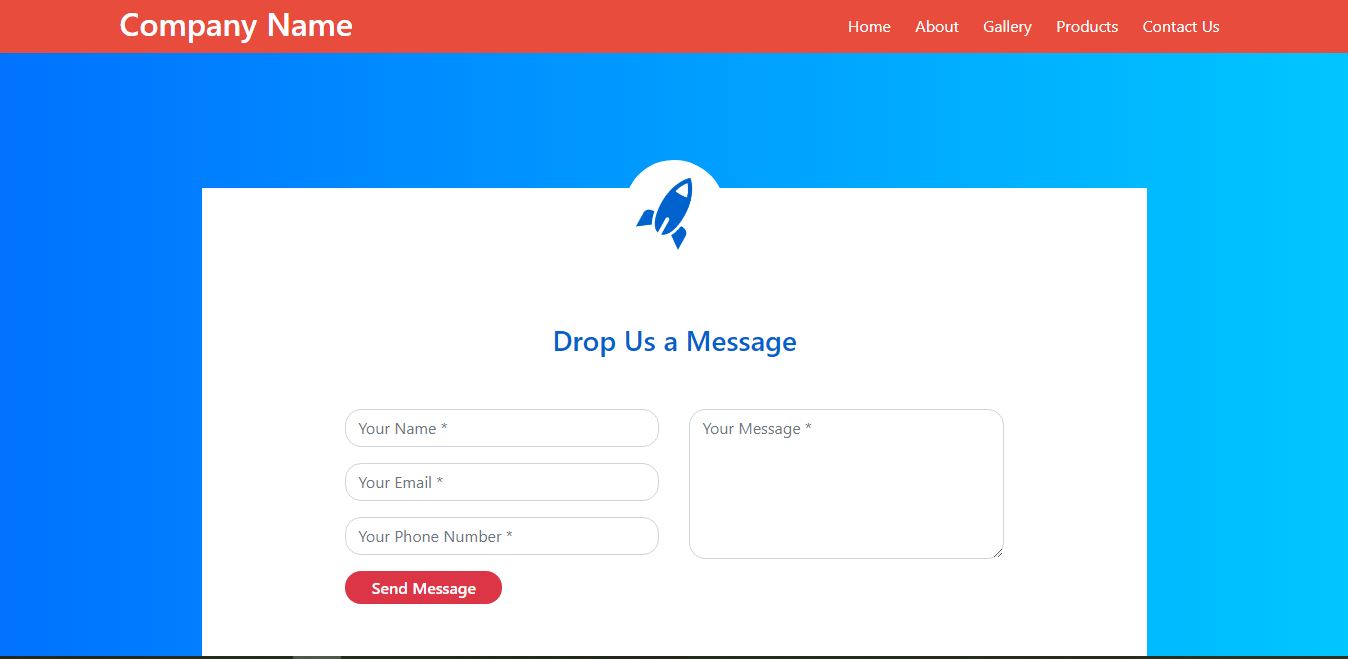 Company Name
Home About Gallery Products Contact Us
Drop Us a Message
Your Name *
Your Email *
Your Phone Number *
Your Message *
Send Message